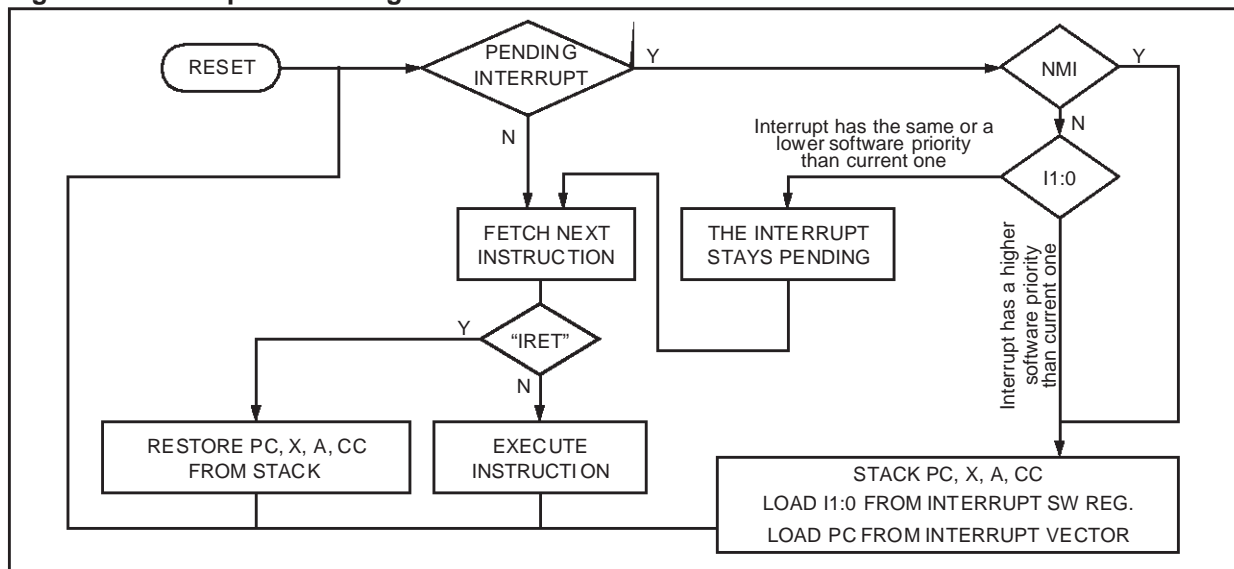 RESET
PENDING
INTERRUPT
Y
NMI
Y
N
N
Interrupt has the same or a
lower software priority
than current one
I1:0
FETCH NEXT
INSTRUCTION
THE INTERRUPT
STAYS PENDING
Interrupt has a higher
software priority
than current one
Y
“IRET”
N
RESTORE PC, X, A, CC
FROM STACK
EXECUTE
INSTRUCTION
STACK PC, X, A, CC
LOAD I1:0 FROM INTERRUPT SW REG.
LOAD PC FROM INTERRUPT VECTOR